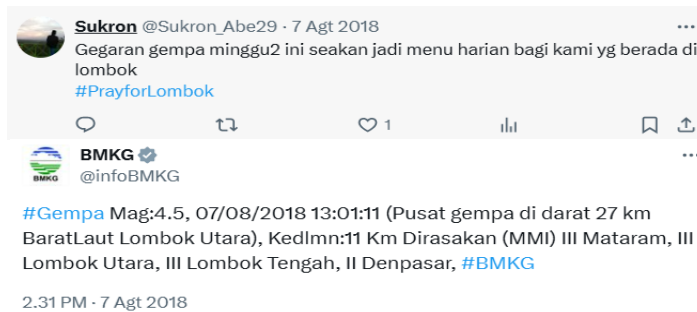 Sukron @Sukron_Abe29 · 7 Agt 2018
Gegaran gempa minggu2 ini seakan jadi menu harian bagi kami yg berada di
lombok
#PrayforLombok
1
BMKG
BMKG
@infoBMKG
#Gempa Mag:4.5, 07/08/2018 13:01:11 (Pusat gempa di darat 27 km
BaratLaut Lombok Utara), Kedlmn:11 Km Dirasakan (MMI) III Mataram, III
Lombok Utara, III Lombok Tengah, II Denpasar, #BMKG
2.31 PM · 7 Agt 2018